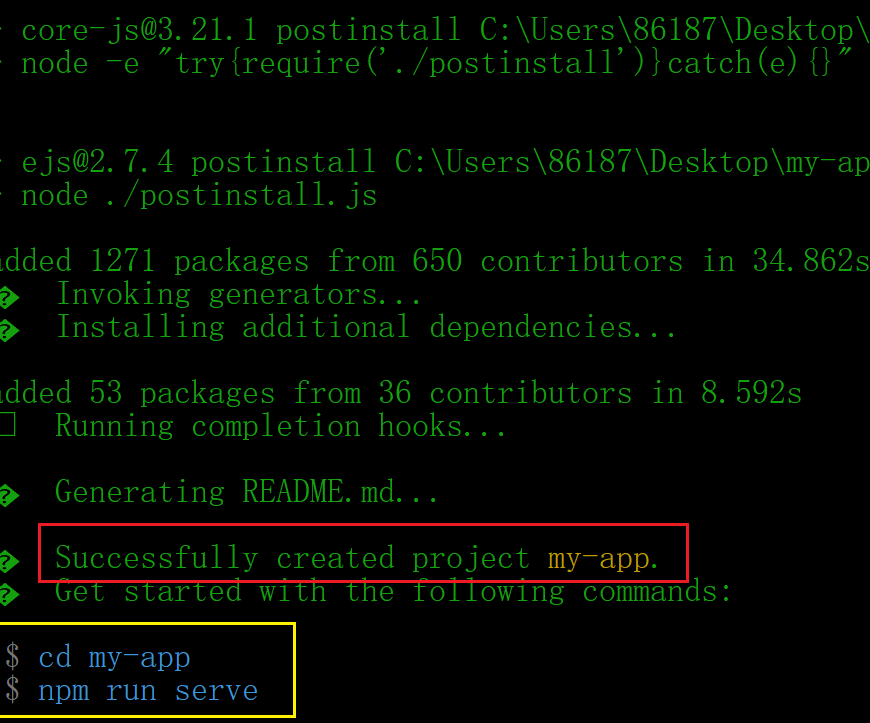 core-js@3.21.1 postinstall C:\Users\86187\Desktop\
node -e "try{require('./postinstall')}catch(e){}"
ejs@2.7.4 postinstall C:\Users\86187\Desktop\my-ap
node ./postinstall.js
added 1271 packages from 650 contributors in 34.862s
Invoking generators...
Installing additional dependencies...
added 53 packages from 36 contributors in 8.592s
Running completion hooks...
Generating README.md...
Successfully created project my-app.
Get started with the following commands:
$ cd my-app
$ npm run serve